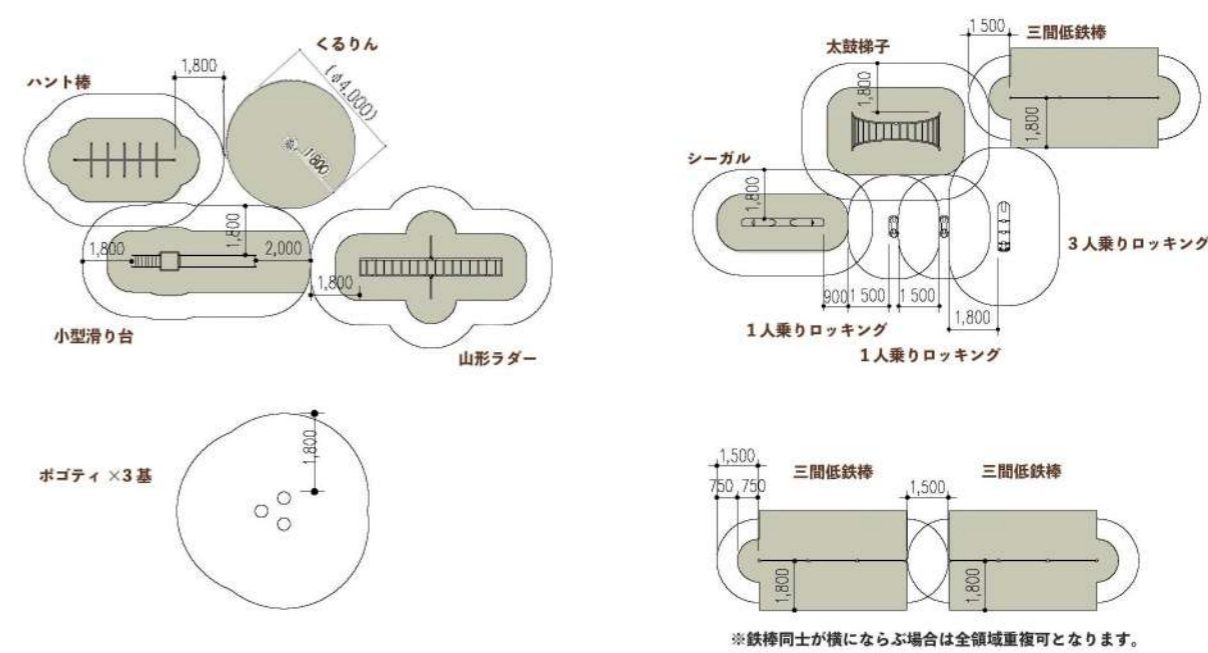 くるりん
(φ4,000)
1,800
ハント棒
1,800
1,800
1,800
2,000
1,800
小型滑り台
山形ラダー
1 500
三間低鉄棒
太鼓梯子
1,800
1,800
シーガル
1,800
3人乗りロッキング
900
1 500
1 500
1,800
1人乗りロッキング
1人乗りロッキング
ポゴティ ×3基
1,800
1,500
三間低鉄棒
三間低鉄棒
750
750
1,500
1,800
1,800
※鉄棒同士が横にならぶ場合は全領域重複可となります。